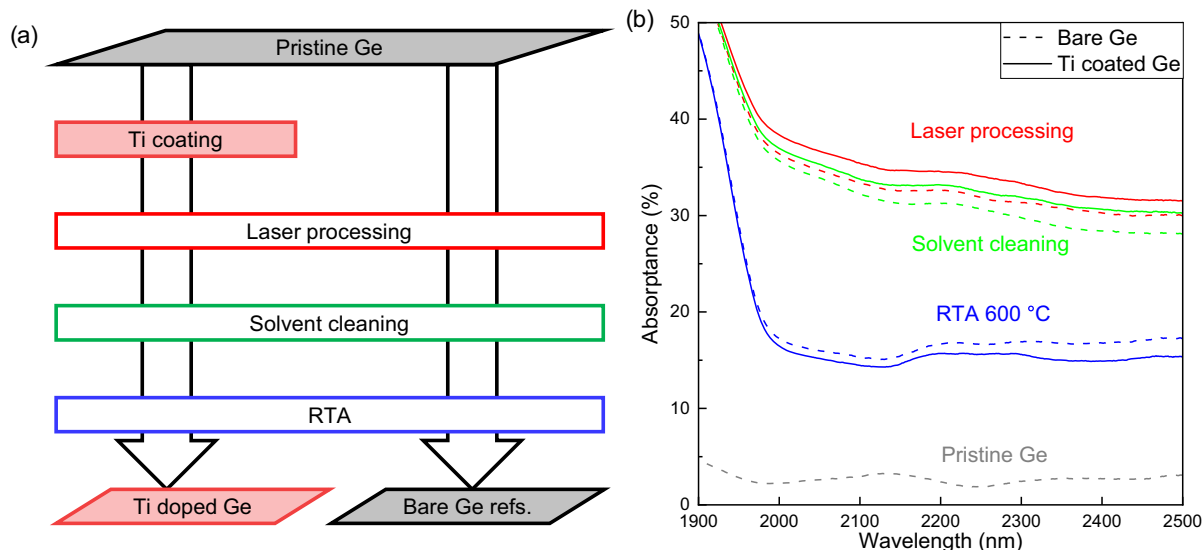 (a)
Pristine Ge
Ti coating
Laser processing
Solvent cleaning
RTA
Ti doped Ge
Bare Ge refs.
(b)
Absorptance (%)
50
40
30
20
10
0
Bare Ge
Ti coated Ge
Laser processing
Solvent cleaning
RTA 600 °C
Pristine Ge
1900 2000 2100 2200 2300 2400 2500
Wavelength (nm)